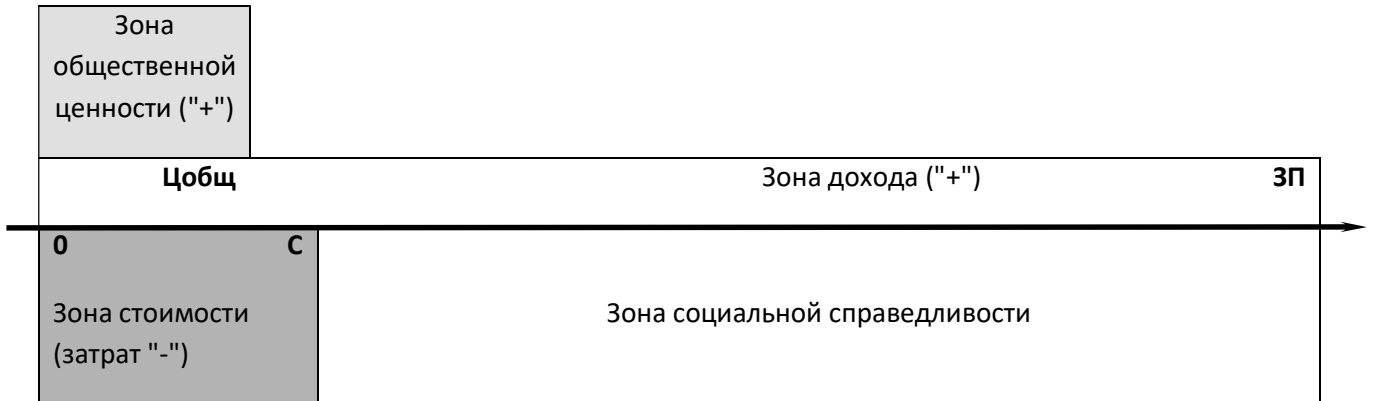 Зона
общественной
ценности ("+")
Цобщ Зона дохода ("+") ЗП
0 С
Зона стоимости Зона социальной справедливости
(затрат "-")